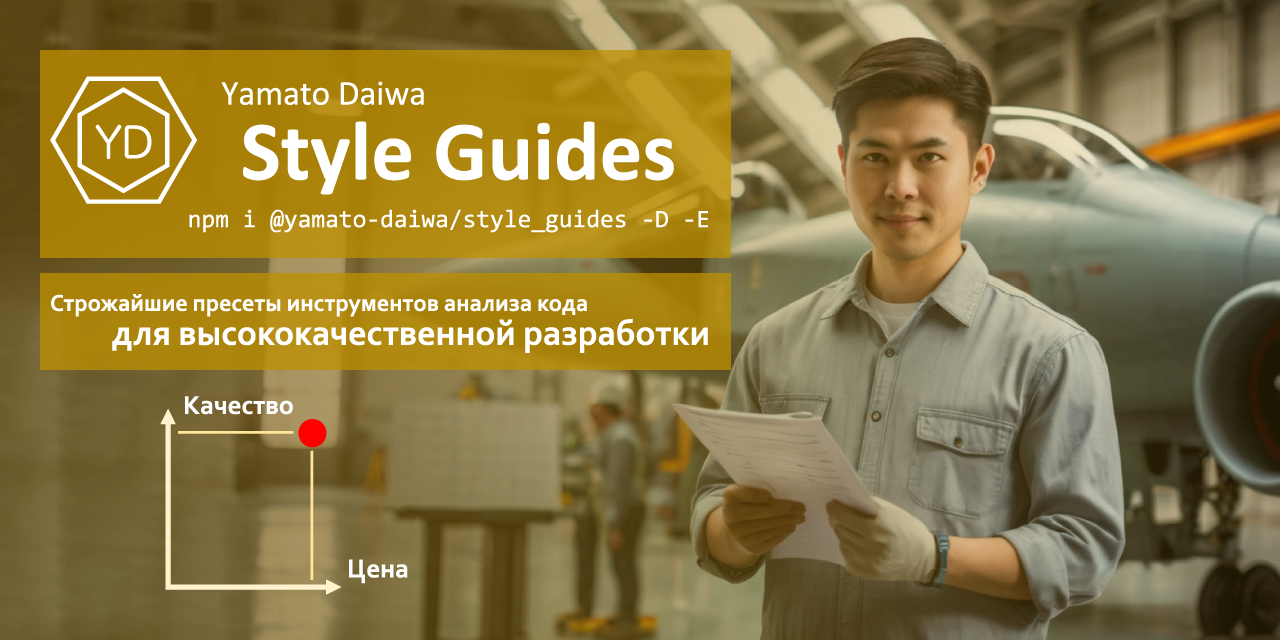 YD
Yamato Daiwa
Style Guides
npm i @yamato-daiwa/style_guides -D -E
Строжайшие пресеты инструментов анализа кода
для высококачественной разработки
Качество
Цена